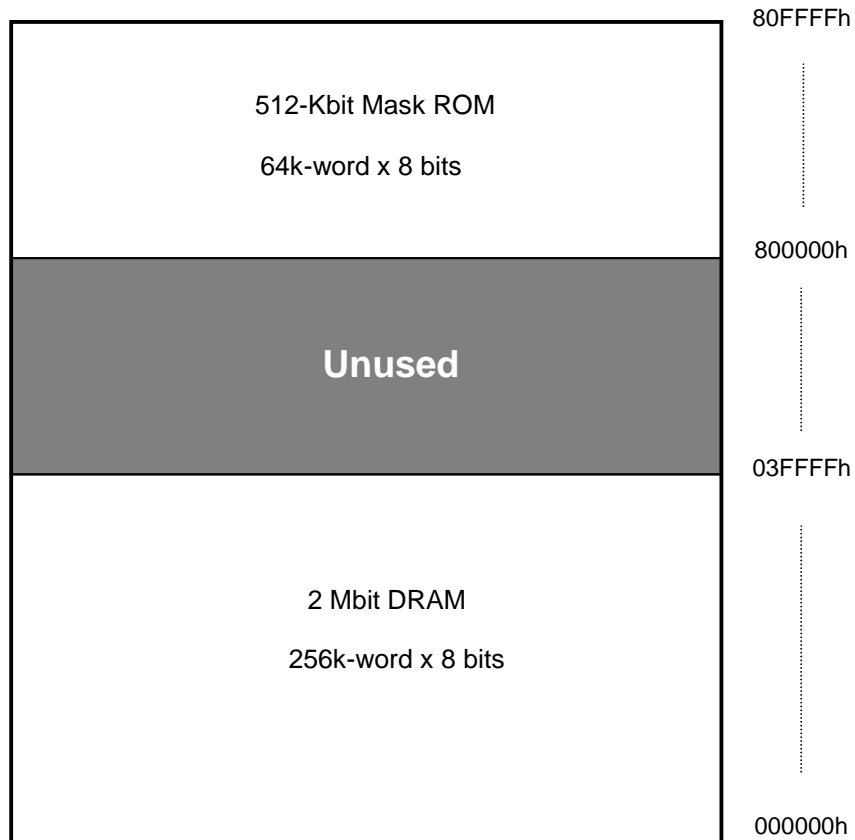 80FFFFh
512-Kbit Mask ROM
64k-word x 8 bits
800000h
Unused
03FFFFh
2 Mbit DRAM
256k-word x 8 bits
000000h